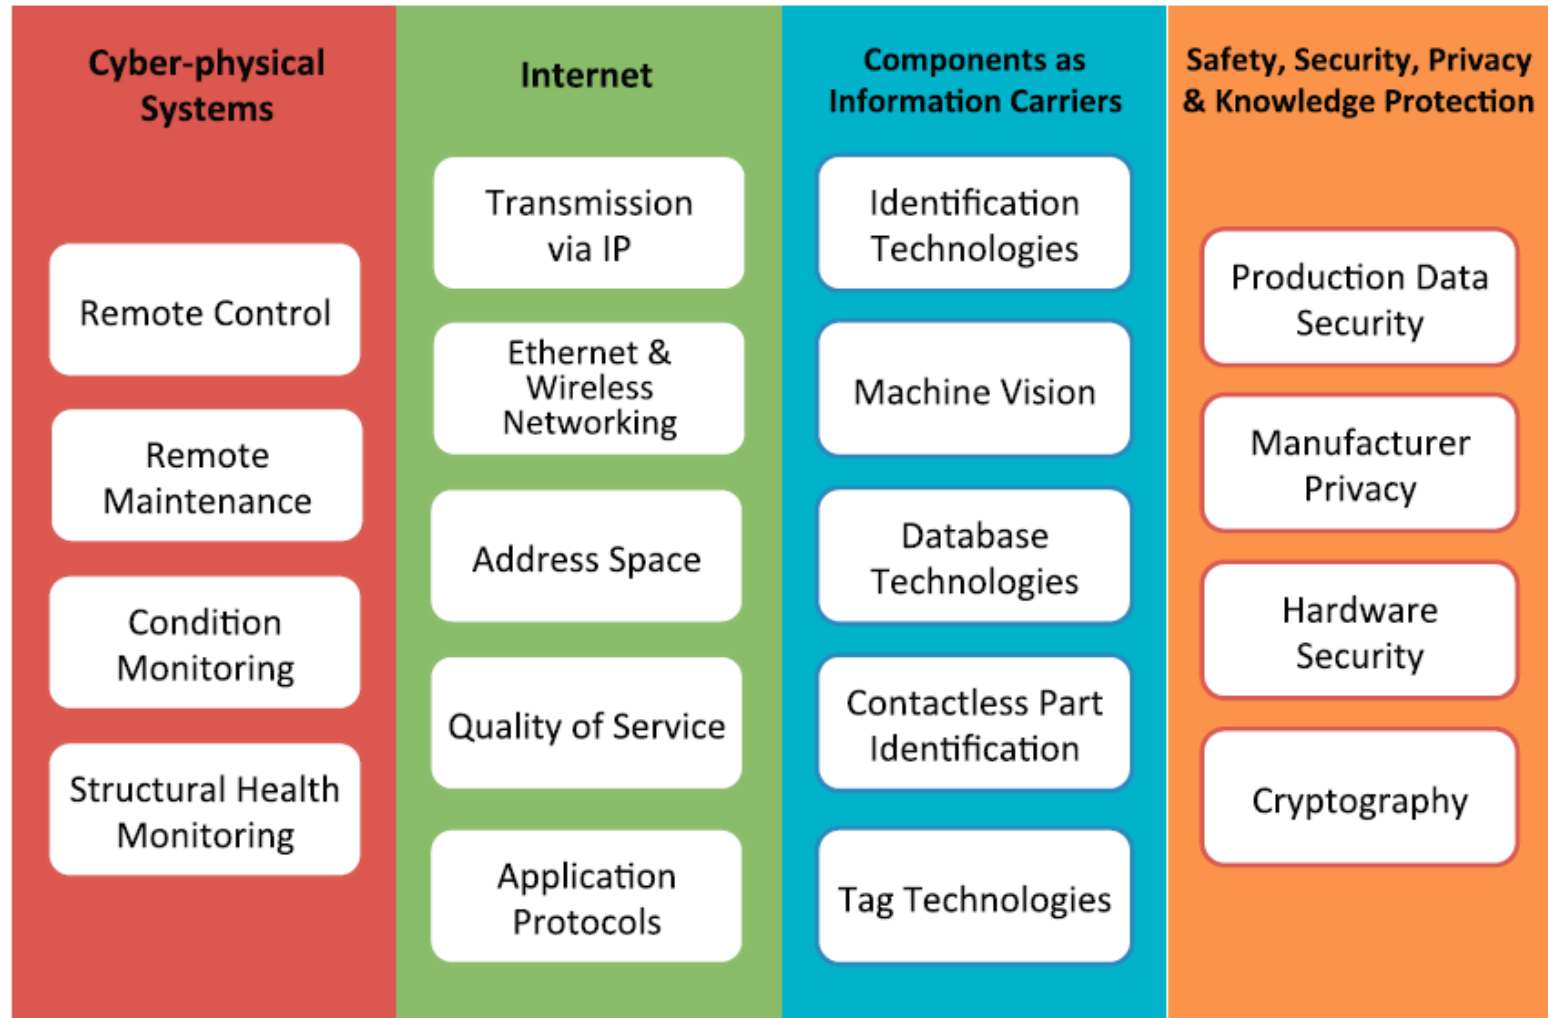 Cyber-physical
Systems
Remote Control
Remote
Maintenance
Condition
Monitoring
Structural Health
Monitoring
Internet
Transmission
via IP
Ethernet &
Wireless
Networking
Address Space
Quality of Service
Application
Protocols
Components as
Information Carriers
Identification
Technologies
Machine Vision
Database
Technologies
Contactless Part
Identification
Tag Technologies
Safety, Security, Privacy
& Knowledge Protection
Production Data
Security
Manufacturer
Privacy
Hardware
Security
Cryptography